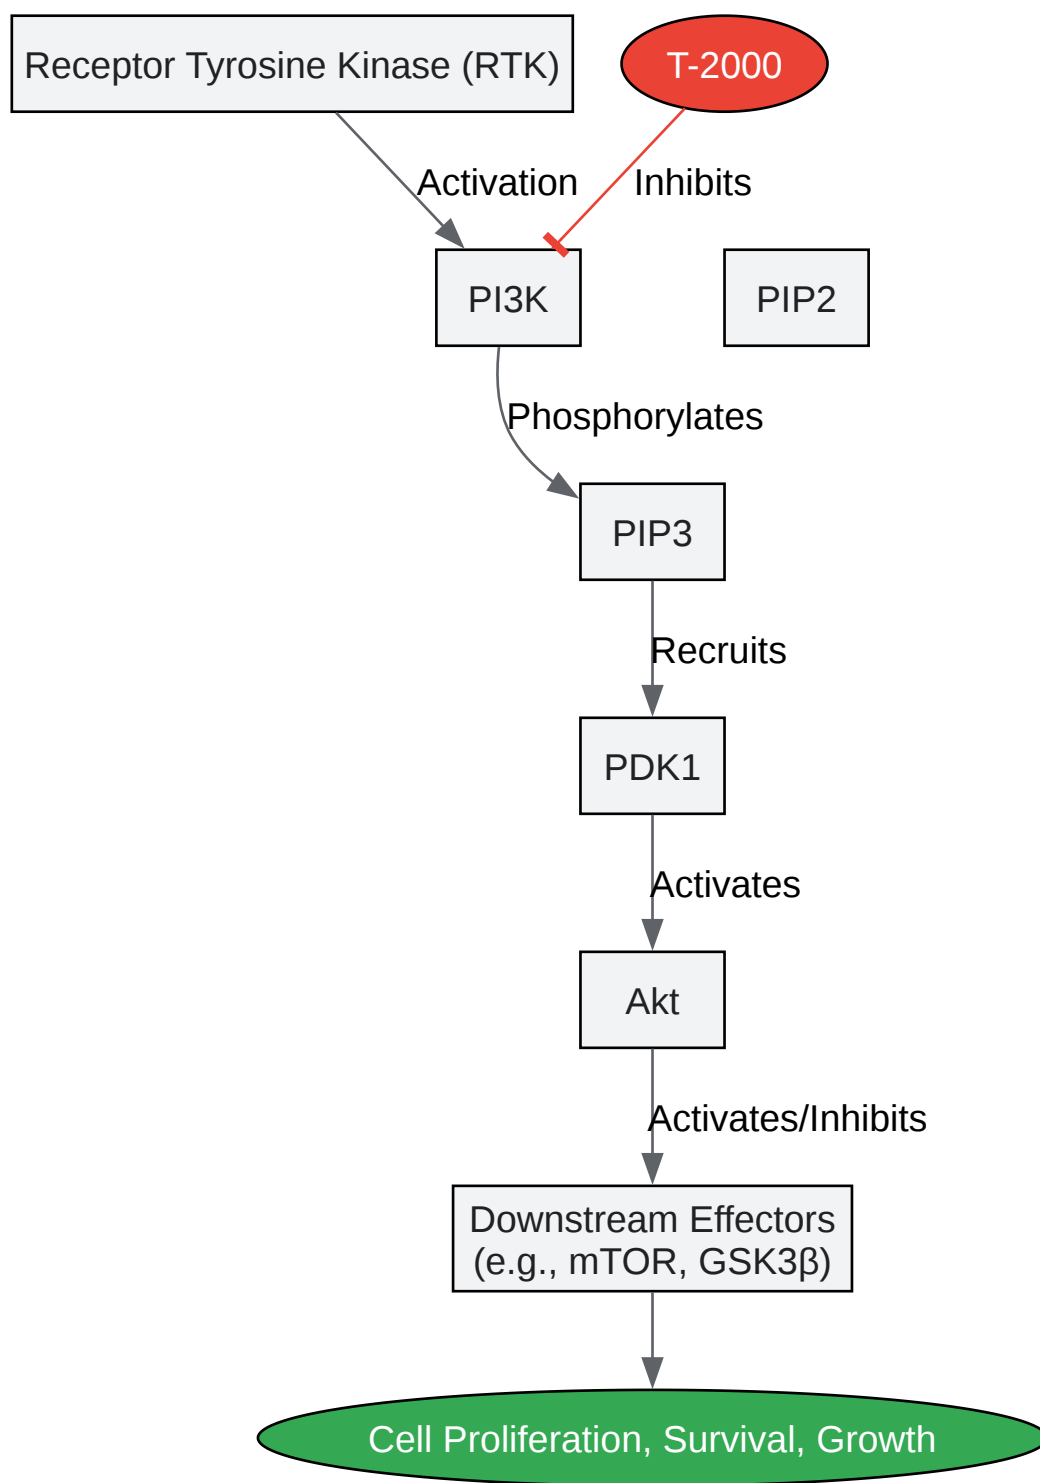 Receptor Tyrosine Kinase (RTK)
T-2000
Activation
Inhibits
PI3K
PIP2
Phosphorylates
PIP3
Recruits
PDK1
Activates
Akt
Activates/Inhibits
Downstream Effectors
(e.g., mTOR, GSK3β)
Cell Proliferation, Survival, Growth